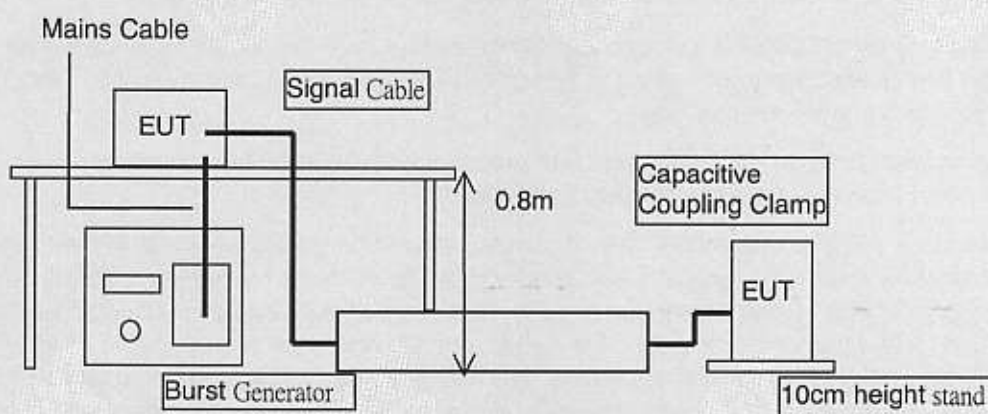 Mains Cable
Signal Cable
EUT
0.8m
Capacitive
Coupling Clamp
EUT
Burst Generator
10cm height stand